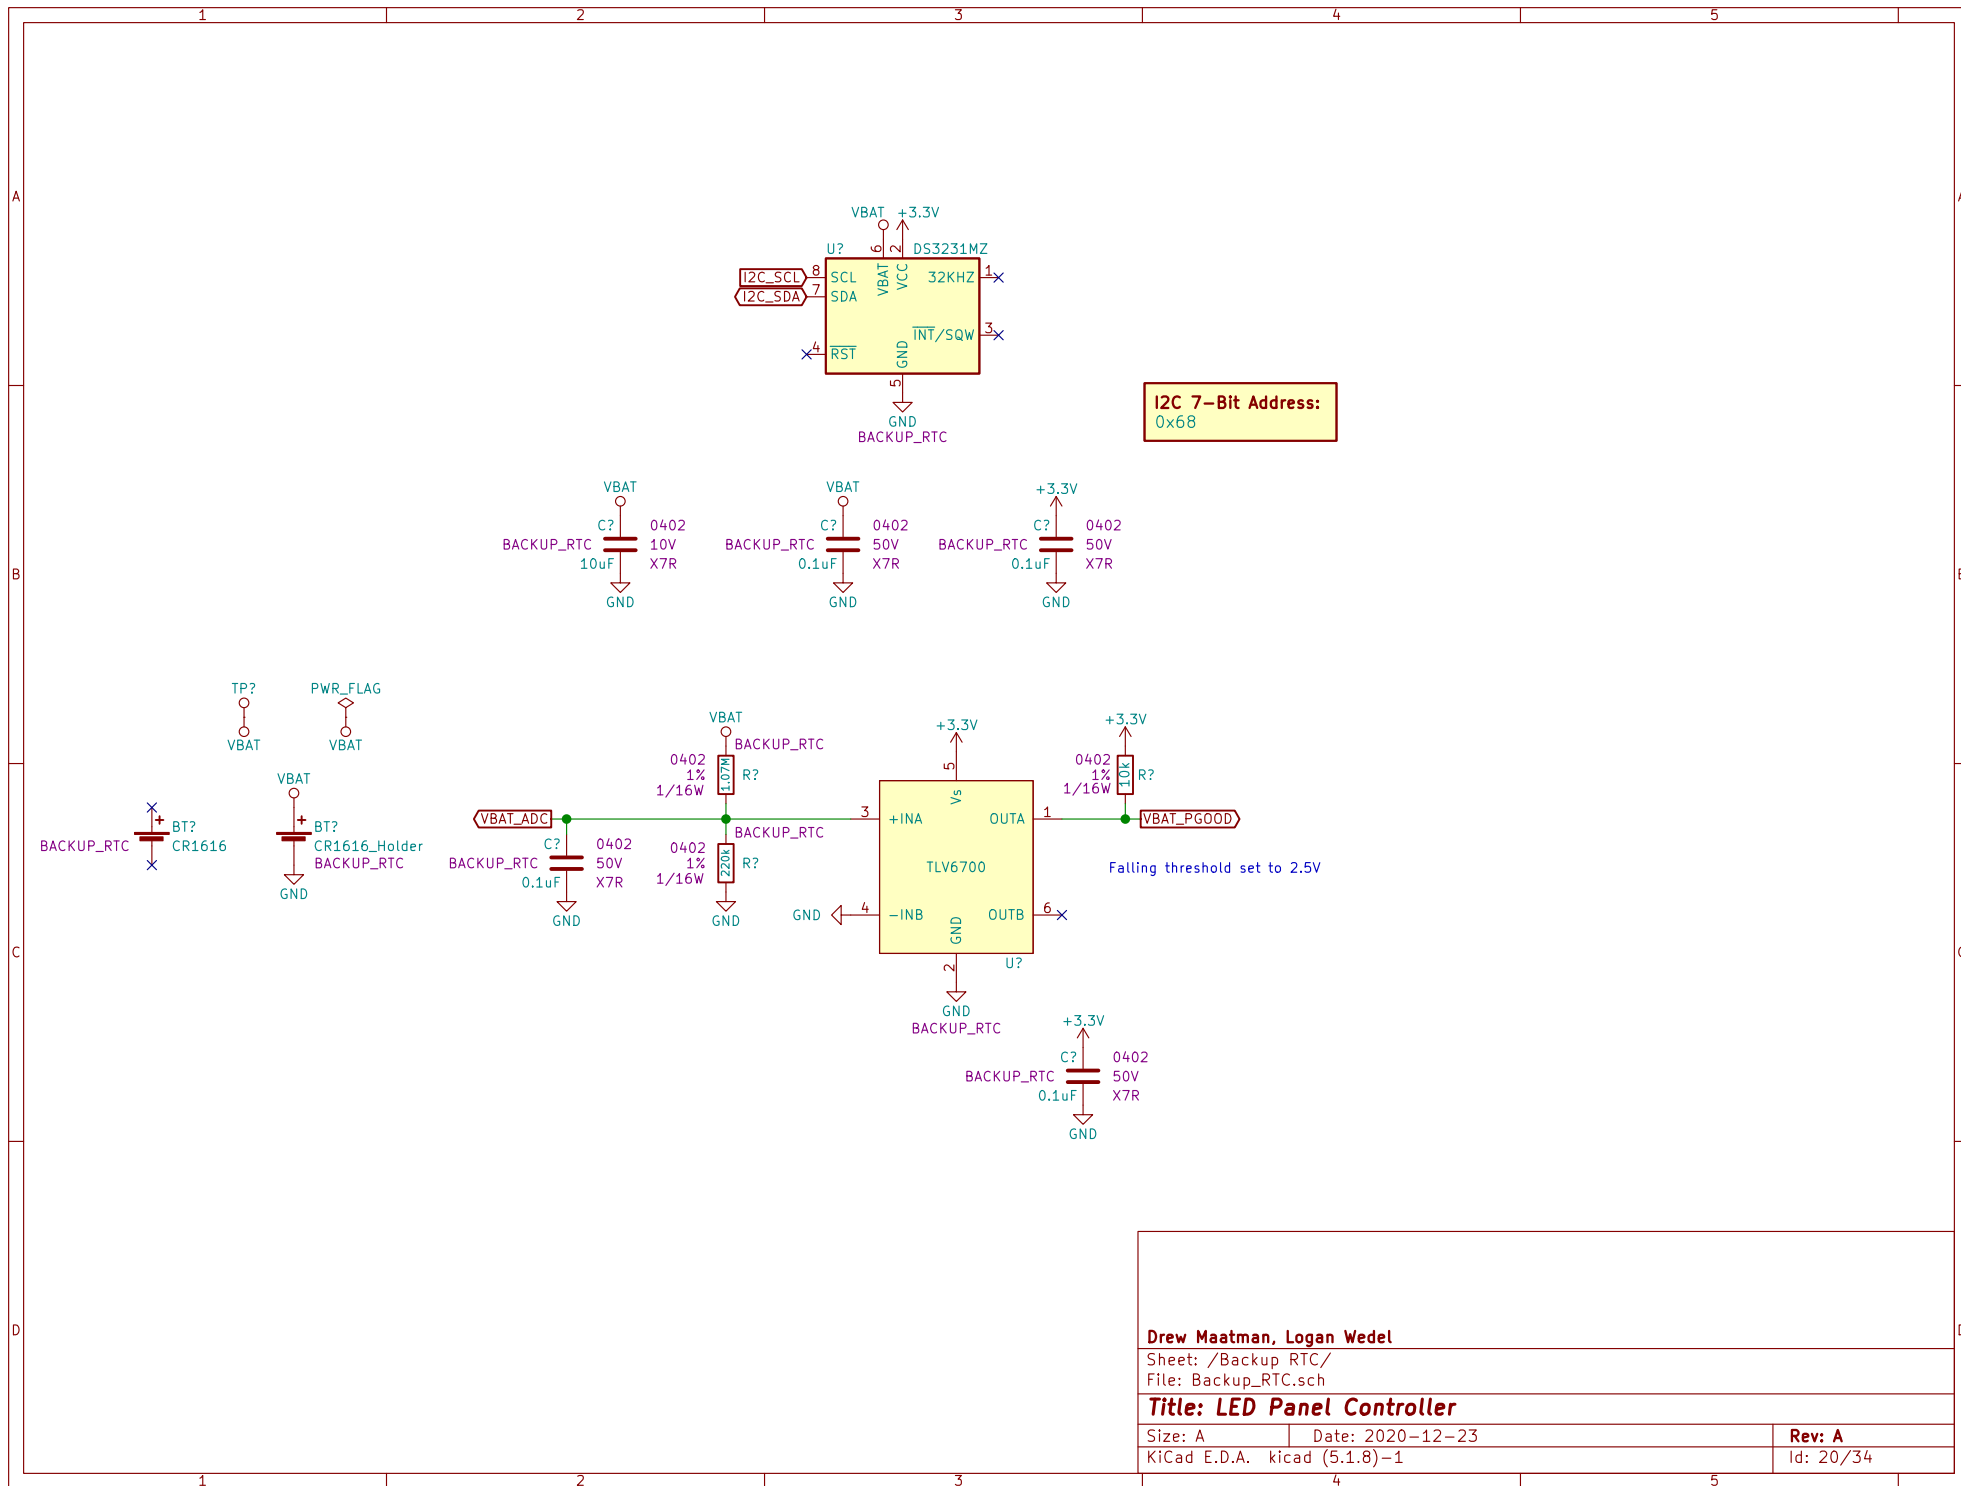 1 2 3 4 5
A
VBAT +3.3V
U? DS3231MZ
6 2
I2C_SCL 8 SCL VBAT VCC 32KHZ 1
I2C_SDA 7 SDA
INT/SQW 3
4 RST GND
5
GND
BACKUP_RTC
I2C 7-Bit Address:
0x68
VBAT VBAT +3.3V
C? 0402 C? 0402 C? 0402
BACKUP_RTC 10V BACKUP_RTC 50V BACKUP_RTC 50V
10uF X7R 0.1uF X7R 0.1uF X7R
GND GND GND
B
TP? PWR_FLAG
VBAT VBAT
VBAT
BT? BT?
CR1616 CR1616_Holder
BACKUP_RTC BACKUP_RTC
GND
VBAT
BACKUP_RTC
0402
1% 1.07M R?
1/16W
VBAT_ADC
BACKUP_RTC
C? 0402
BACKUP_RTC 50V
0.1uF X7R
GND
0402
1% 220k R?
1/16W
GND
+3.3V
5
Vs
3 +INA OUTA 1
TLV6700
GND 4 -INB OUTB 6
GND
U?
2
GND
BACKUP_RTC
+3.3V
0402
1% 10k R?
1/16W
VBAT_PGOOD
Falling threshold set to 2.5V
C
+3.3V
C? 0402
BACKUP_RTC 50V
0.1uF X7R
GND
D
Drew Maatman, Logan Wedel
Sheet: /Backup RTC/
File: Backup_RTC.sch
Title: LED Panel Controller
Size: A Date: 2020-12-23 Rev: A
KiCad E.D.A. kicad (5.1.8)-1 Id: 20/34
1 2 3 4 5